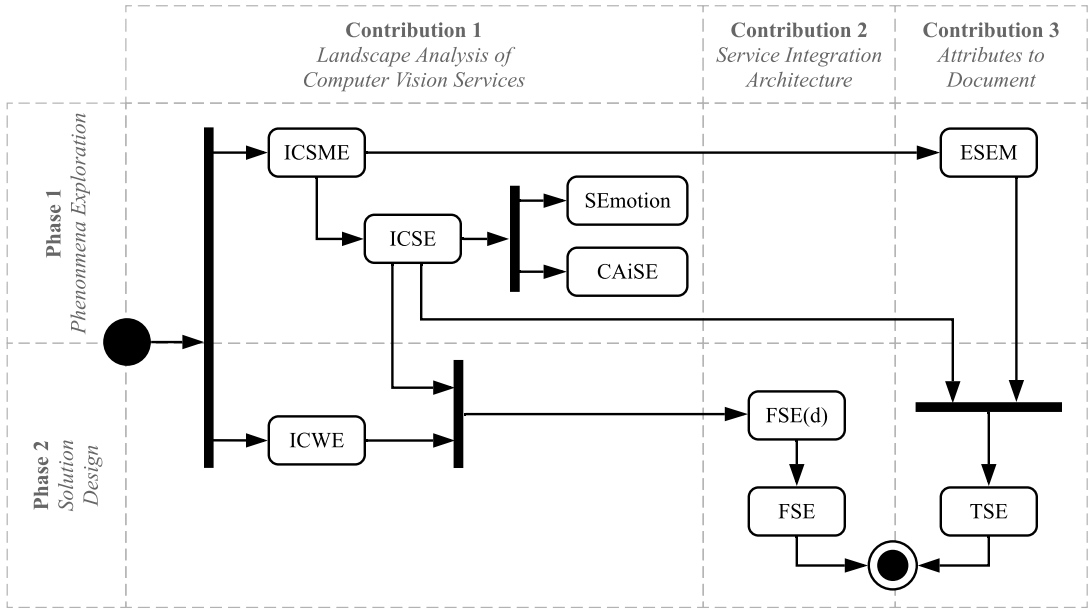 Contribution 1
Landscape Analysis of
Computer Vision Services
Contribution 2
Service Integration
Architecture
Contribution 3
Attributes to
Document
Phase 1
Phenonmena Exploration
ICSME
ESEM
SEmotion
ICSE
CAiSE
Phase 2
Solution
Design
ICWE
FSE(d)
FSE
TSE